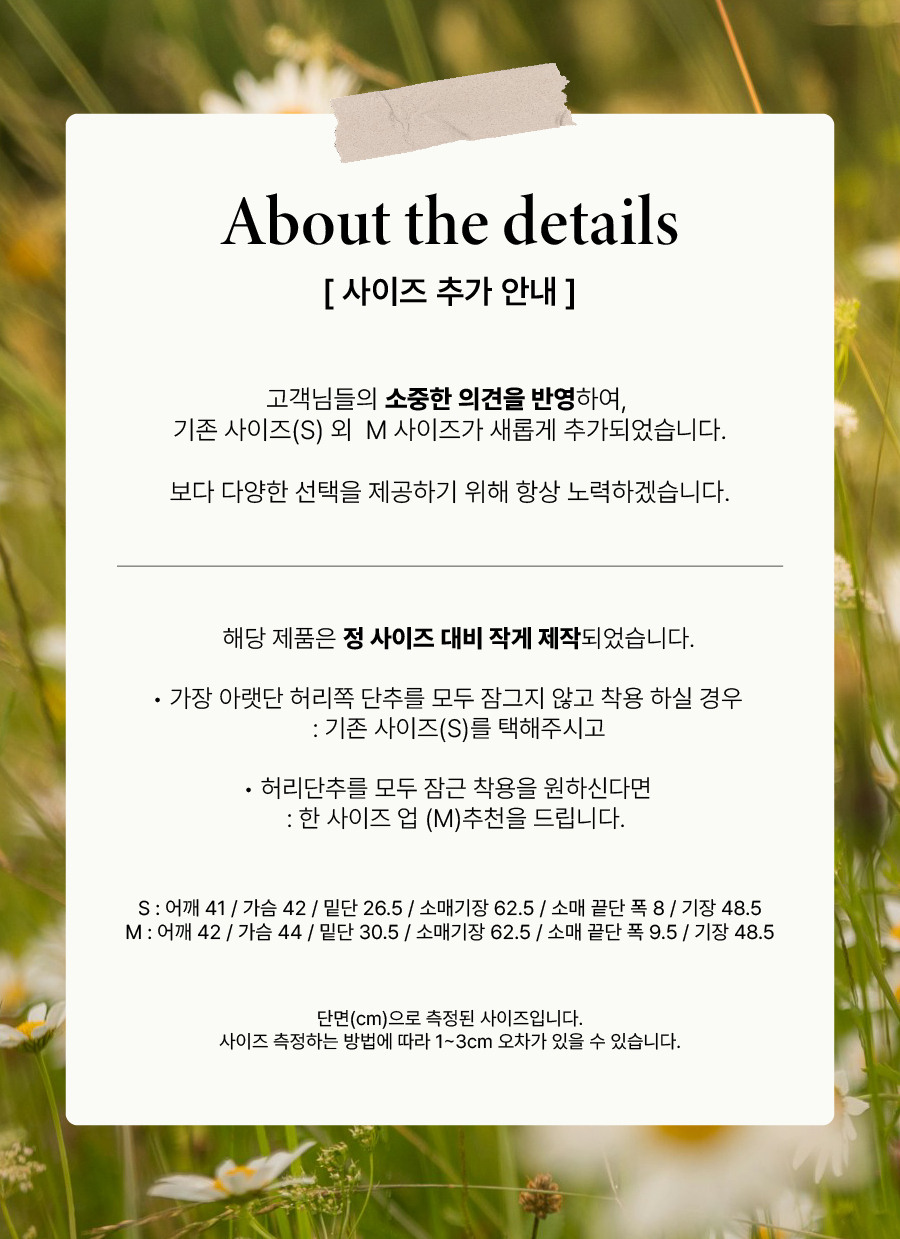 About the details
[ 사이즈 추가 안내 ]
고객님들의 소중한 의견을 반영하여,
기존 사이즈(S) 외 M 사이즈가 새롭게 추가되었습니다.
보다 다양한 선택을 제공하기 위해 항상 노력하겠습니다.
해당 제품은 정 사이즈 대비 작게 제작되었습니다.
• 가장 아랫단 허리쪽 단추를 모두 잠그지 않고 착용 하실 경우
: 기존 사이즈(S)를 택해주시고
• 허리단추를 모두 잠근 착용을 원하신다면
: 한 사이즈 업 (M)추천을 드립니다.
S : 어깨 41 / 가슴 42 / 밑단 26.5 / 소매기장 62.5 / 소매 끝단 폭 8 / 기장 48.5
M : 어깨 42 / 가슴 44 / 밑단 30.5 / 소매기장 62.5 / 소매 끝단 폭 9.5 / 기장 48.5
단면(cm)으로 측정된 사이즈입니다.
사이즈 측정하는 방법에 따라 1~3cm 오차가 있을 수 있습니다.